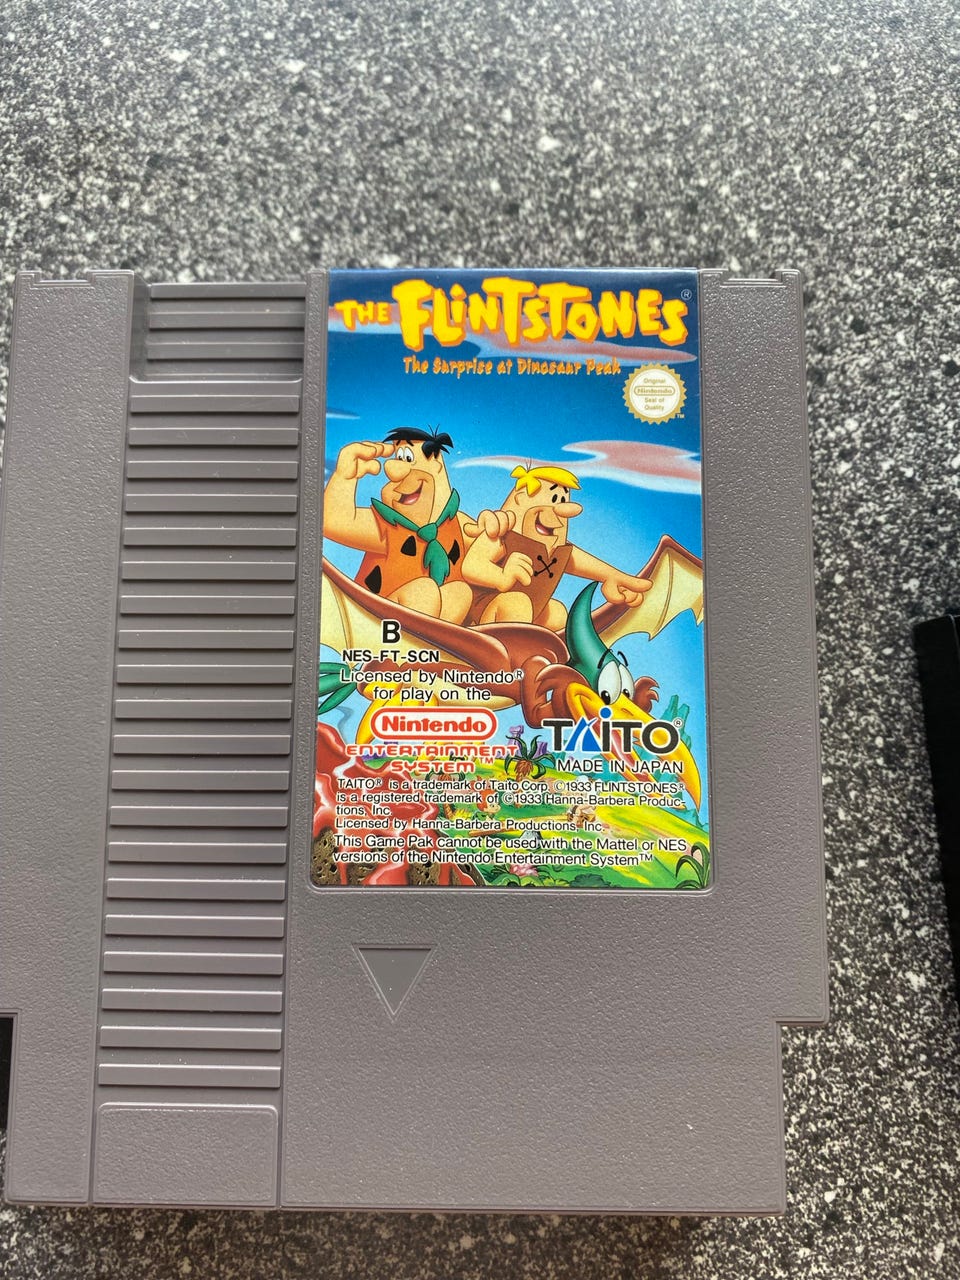 THE FLINTSTONES®
The Surprise at Dinosaur Peak
Original
Nintendo
Seal of
Quality
TM
B
NES-FT-SCN
Licensed by Nintendo®
for play on the
Nintendo®
ENTERTAINMENT
SYSTEM™
TAITO®
MADE IN JAPAN
TAITO® is a trademark of Taito Corp. ©1933 FLINTSTONES®
is a registered trademark of ©1933 Hanna-Barbera Produc-
tions, Inc.
Licensed by Hanna-Barbera Productions, Inc.
This Game Pak cannot be used with the Mattel or NES
versions of the Nintendo Entertainment System™